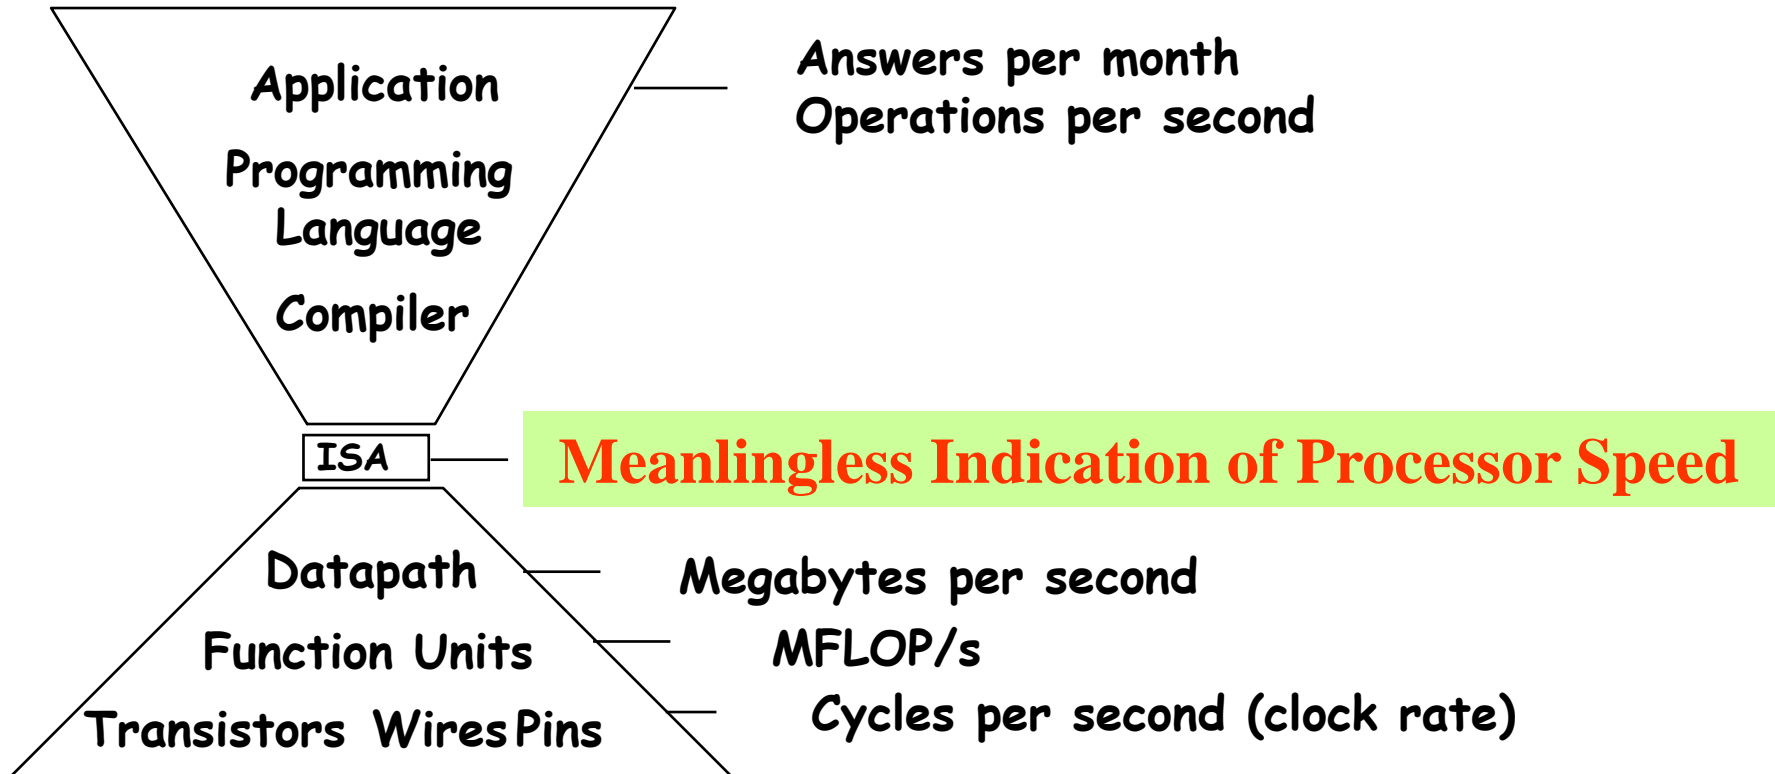 Application
Answers per month
Operations per second
Programming
Language
Compiler
ISA
Meanlingless Indication of Processor Speed
Datapath
Megabytes per second
Function Units
MFLOP/s
Transistors Wires Pins
Cycles per second (clock rate)